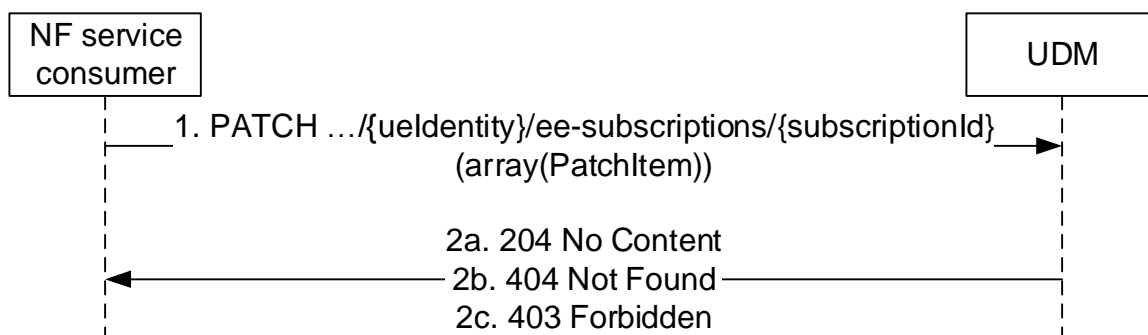 NF service
consumer
UDM
1. PATCH …/{ueIdentity}/ee-subscriptions/{subscriptionId}
(array(PatchItem))
2a. 204 No Content
2b. 404 Not Found
2c. 403 Forbidden